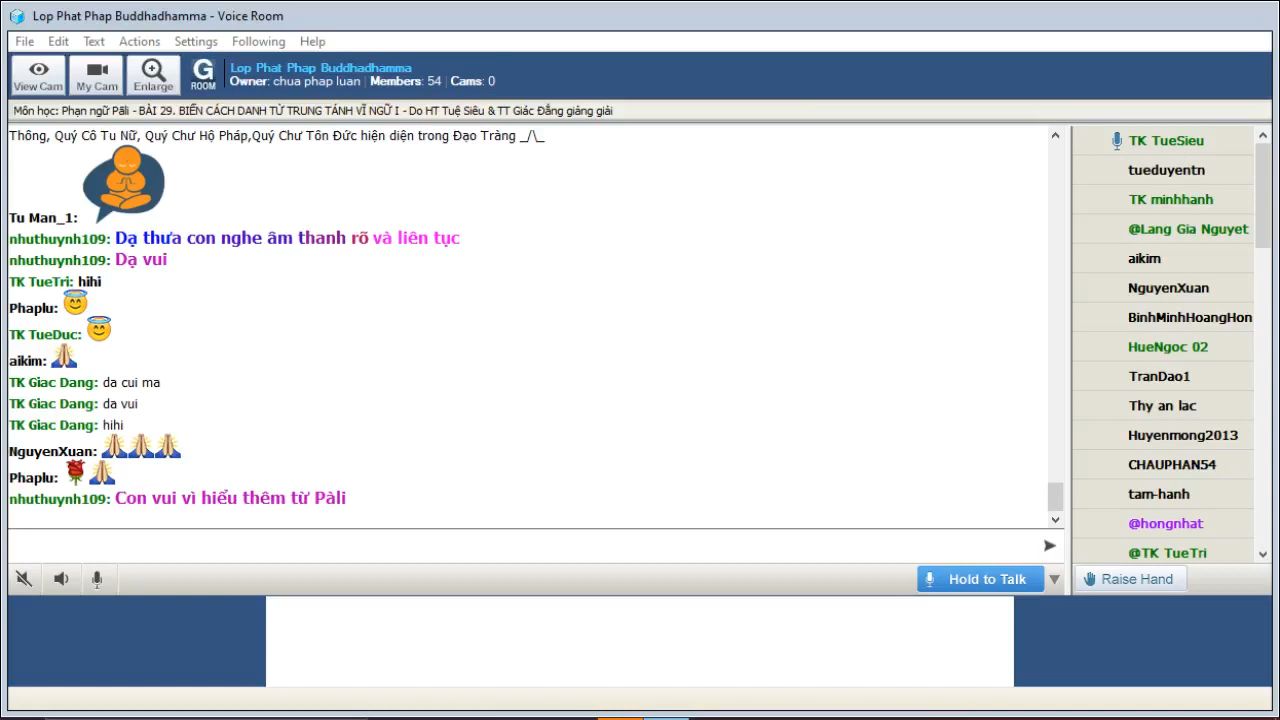 Lop Phat Phap Buddhadhamma - Voice Room
File Edit Text Actions Settings Following Help
View Cam My Cam Enlarge G ROOM
Lop Phat Phap Buddhadhamma
Owner: chua phap luan | Members: 54 | Cams: 0
Môn học: Phạn ngữ Pāli - BÀI 29. BIẾN CÁCH DANH TỪ TRUNG TÁNH VĨ NGỮ I - Do HT Tuệ Siêu & TT Giác Đẳng giảng giải
Thông, Quý Cô Tu Nữ, Quý Chư Hộ Pháp,Quý Chư Tôn Đức hiện diện trong Đạo Tràng _/\_
Tu Man_1:
nhuthuynh109: Dạ thưa con nghe âm thanh rõ và liên tục
nhuthuynh109: Dạ vui
TK TueTri: hihi
Phaplu:
TK TueDuc:
aikim:
TK Giac Dang: da cui ma
TK Giac Dang: da vui
TK Giac Dang: hihi
NguyenXuan:
Phaplu:
nhuthuynh109: Con vui vì hiểu thêm từ Pàli
Hold to Talk
TK TueSieu
tueduyentn
TK minhhanh
@Lang Gia Nguyet
aikim
NguyenXuan
BinhMinhHoangHon
HueNgoc 02
TranDao1
Thy an lac
Huyenmong2013
CHAUPHAN54
tam-hanh
@hongnhat
@TK TueTri
Raise Hand